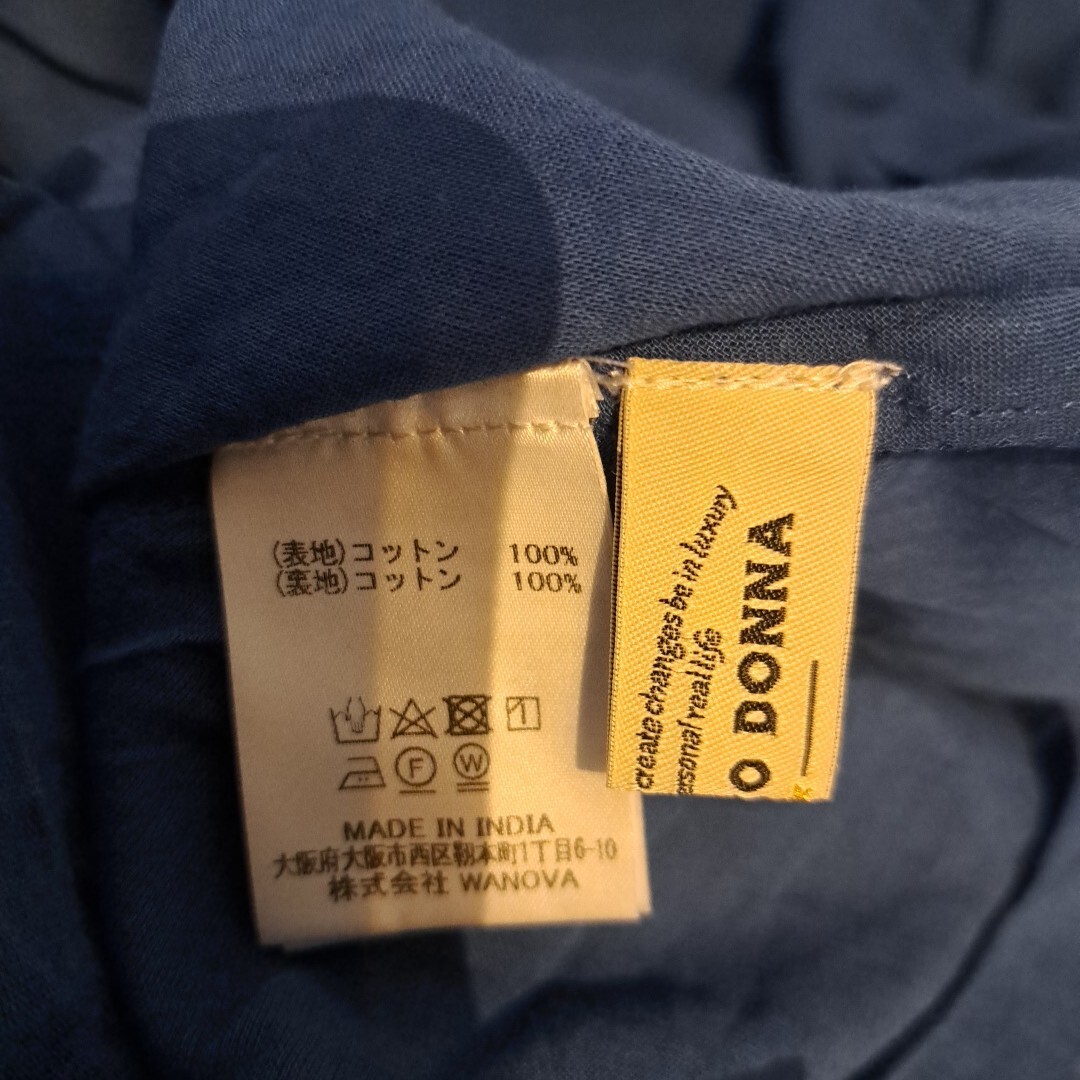 (表地)コットン 100%
(裏地)コットン 100%
1
F W
MADE IN INDIA
大阪府大阪市西区靭本町1丁目6-10
株式会社 WANOVA
create changes be in luxury
real life
O DONNA